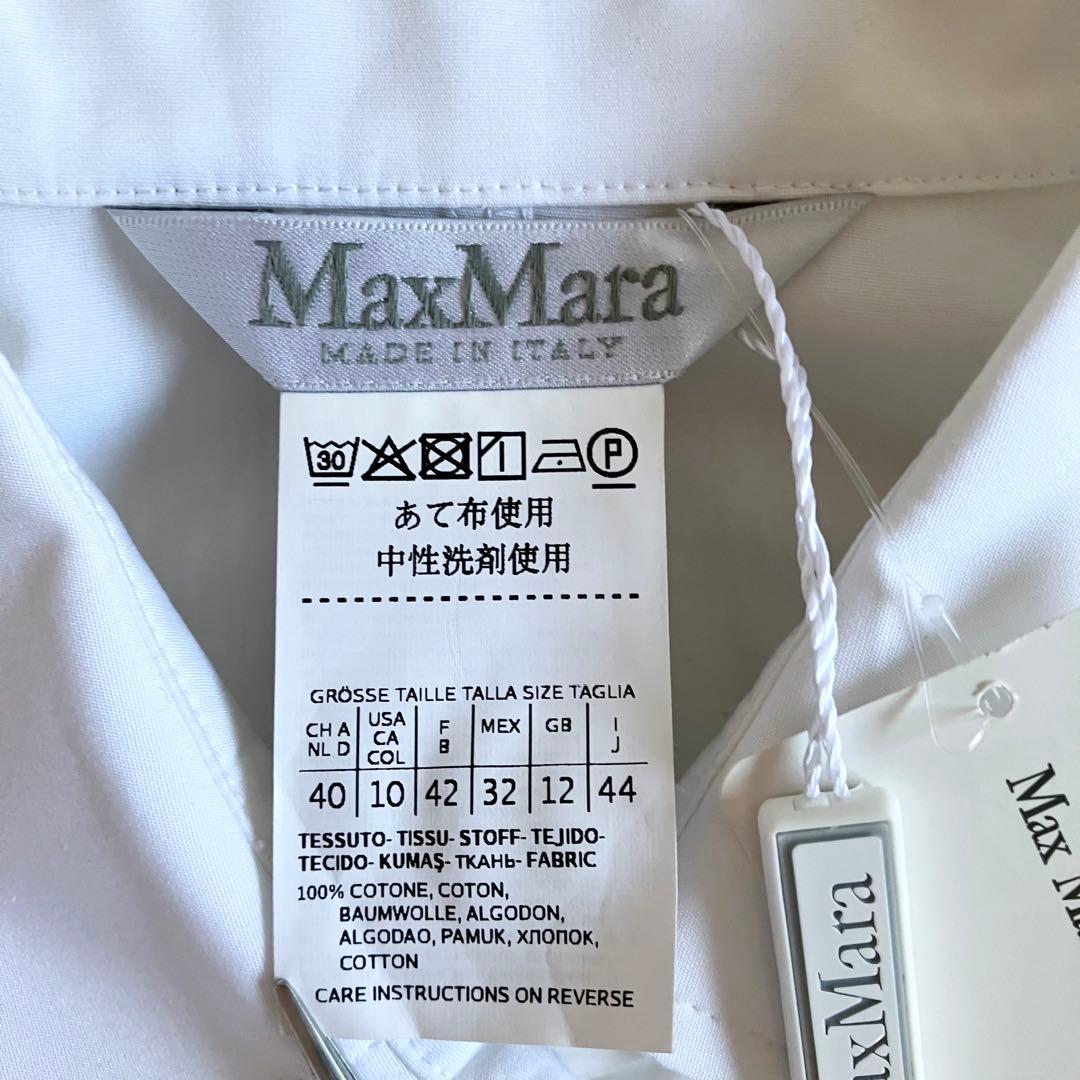 MaxMara
MADE IN ITALY
30
P
あて布使用
中性洗剤使用
GRÖSSE TAILLE TALLA SIZE TAGLIA
CH A NL D USA CA COL F B MEX GB I J
40 10 42 32 12 44
TESSUTO- TISSU- STOFF- TEJIDO-
TECIDO- KUMAŞ- ТКАНЬ- FABRIC
100% COTONE, COTON,
BAUMWOLLE, ALGODON,
ALGODAO, PAMUK, ХЛОПОК,
COTTON
CARE INSTRUCTIONS ON REVERSE
MaxMara
Max Ma